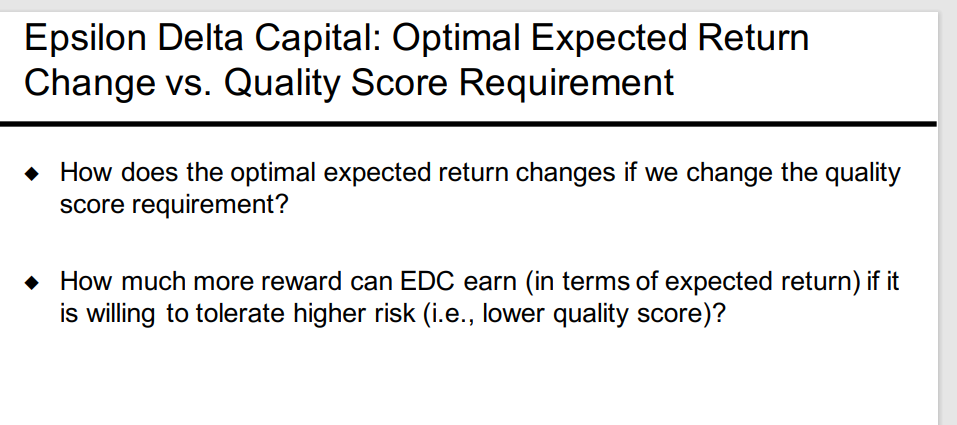 Epsilon Delta Capital: Optimal Expected Return
Change vs. Quality Score Requirement
◆ How does the optimal expected return changes if we change the quality
score requirement?
◆ How much more reward can EDC earn (in terms of expected return) if it
is willing to tolerate higher risk (i.e., lower quality score)?